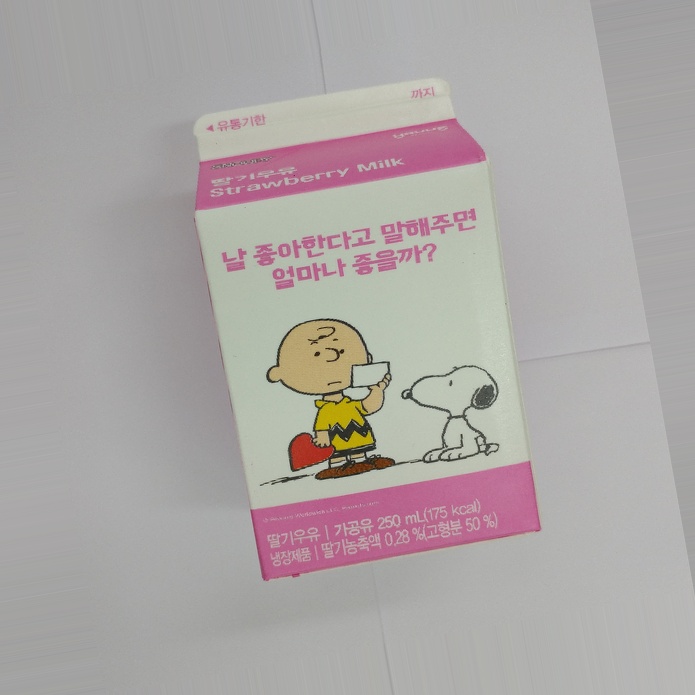 ◀유통기한 까지
딸기우유
Strawberry Milk
날 좋아한다고 말해주면
얼마나 좋을까?
딸기우유 | 가공유 250 mL(175 kcal)
냉장제품 | 딸기농축액 0.28 %(고형분 50 %)